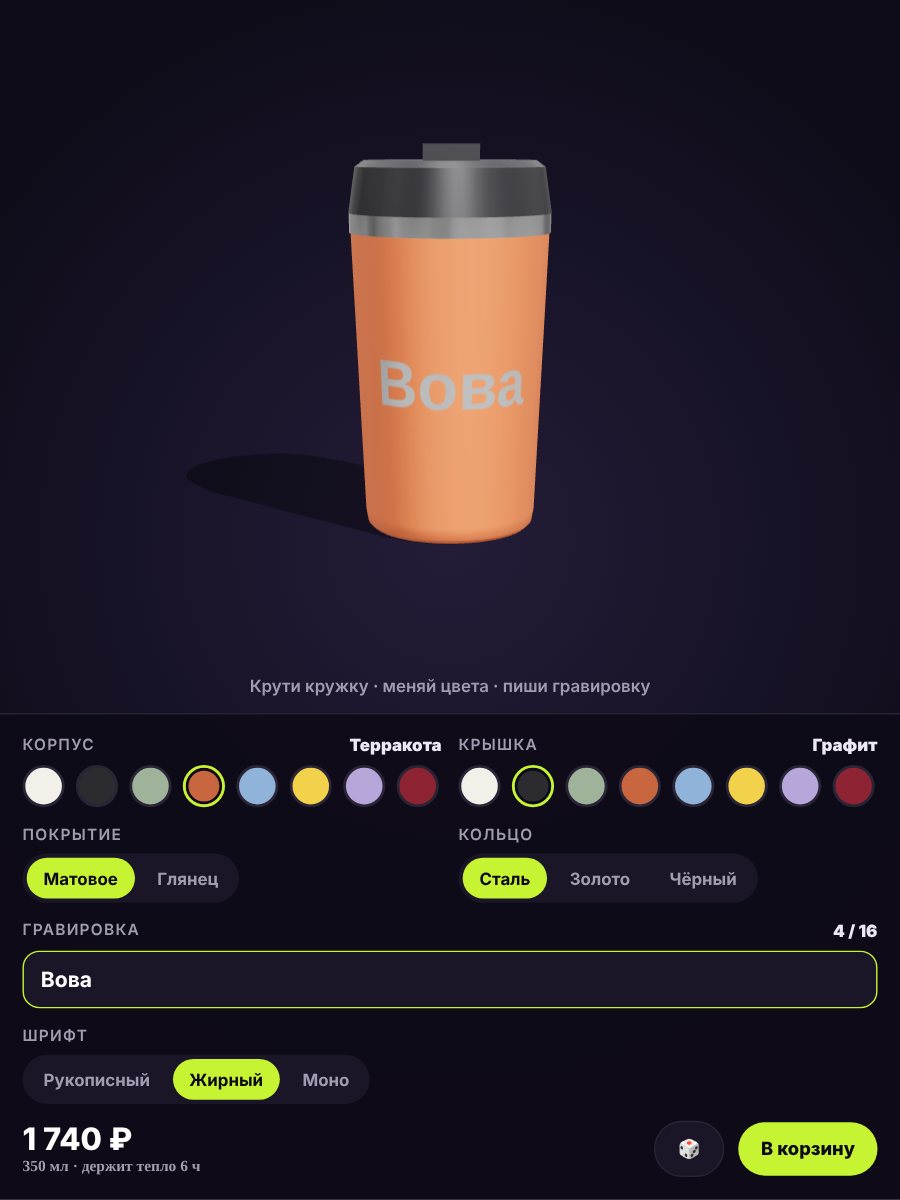 Вова
Крути кружку · меняй цвета · пиши гравировку
КОРПУС Терракота
КРЫШКА Графит
ПОКРЫТИЕ
Матовое Глянец
КОЛЬЦО
Сталь Золото Чёрный
ГРАВИРОВКА 4 / 16
Вова
ШРИФТ
Рукописный Жирный Моно
1 740 ₽
350 мл · держит тепло 6 ч
В корзину